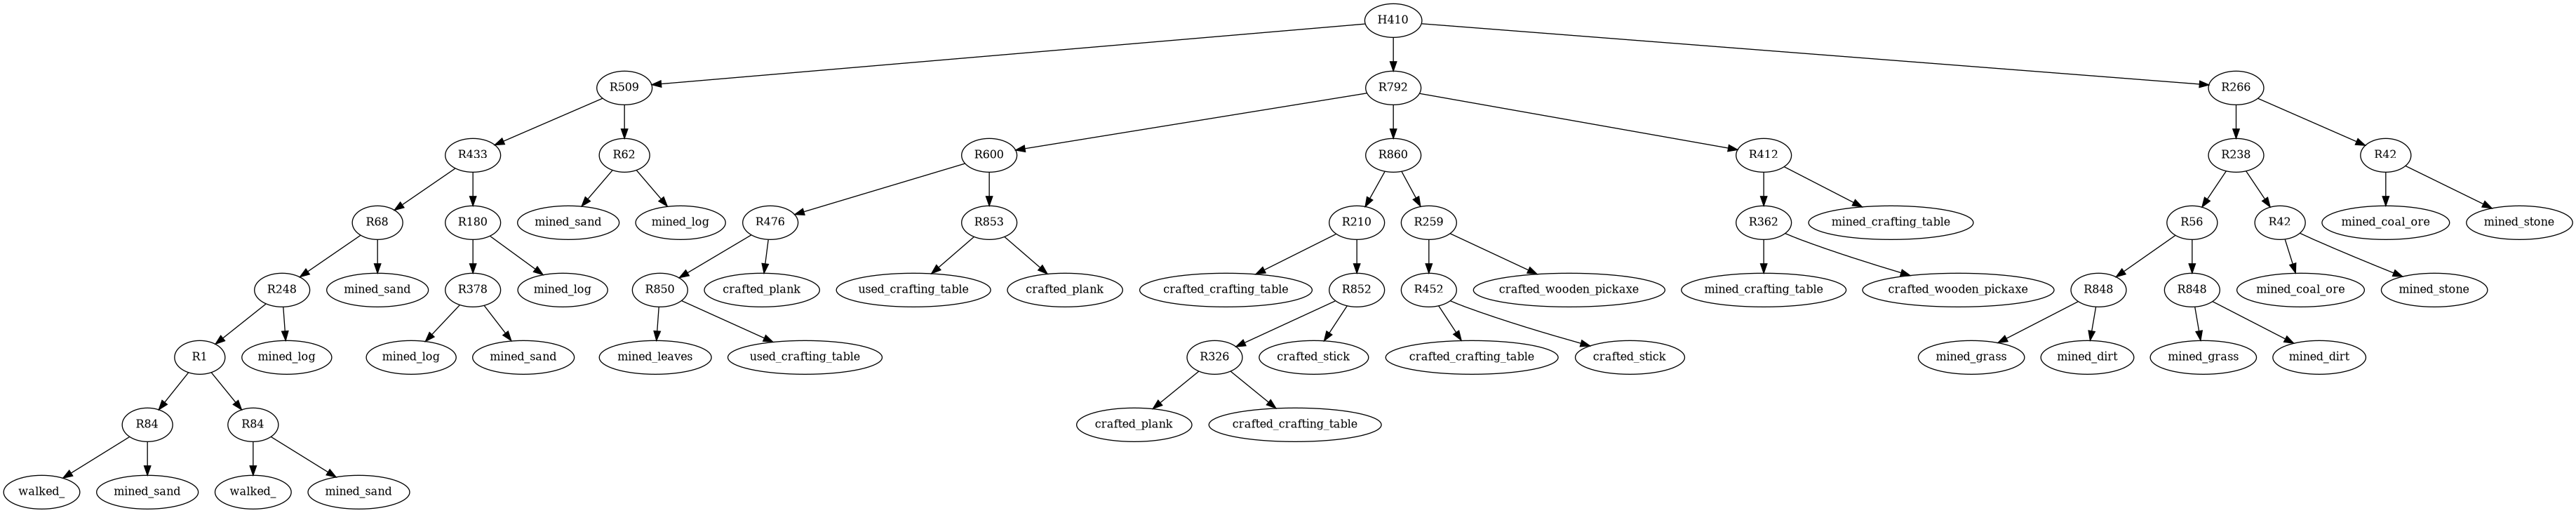 H410
R509
R792
R266
R433
R62
R600
R860
R412
R238
R42
R68
R180
mined_sand
mined_log
R476
R853
R210
R259
R362
mined_crafting_table
R56
R42
mined_coal_ore
mined_stone
R248
mined_sand
R378
mined_log
R850
crafted_plank
used_crafting_table
crafted_plank
crafted_crafting_table
R852
R452
crafted_wooden_pickaxe
mined_crafting_table
crafted_wooden_pickaxe
R848
R848
mined_coal_ore
mined_stone
R1
mined_log
mined_log
mined_sand
mined_leaves
used_crafting_table
R326
crafted_stick
crafted_crafting_table
crafted_stick
mined_grass
mined_dirt
mined_grass
mined_dirt
R84
R84
crafted_plank
crafted_crafting_table
walked_
mined_sand
walked_
mined_sand